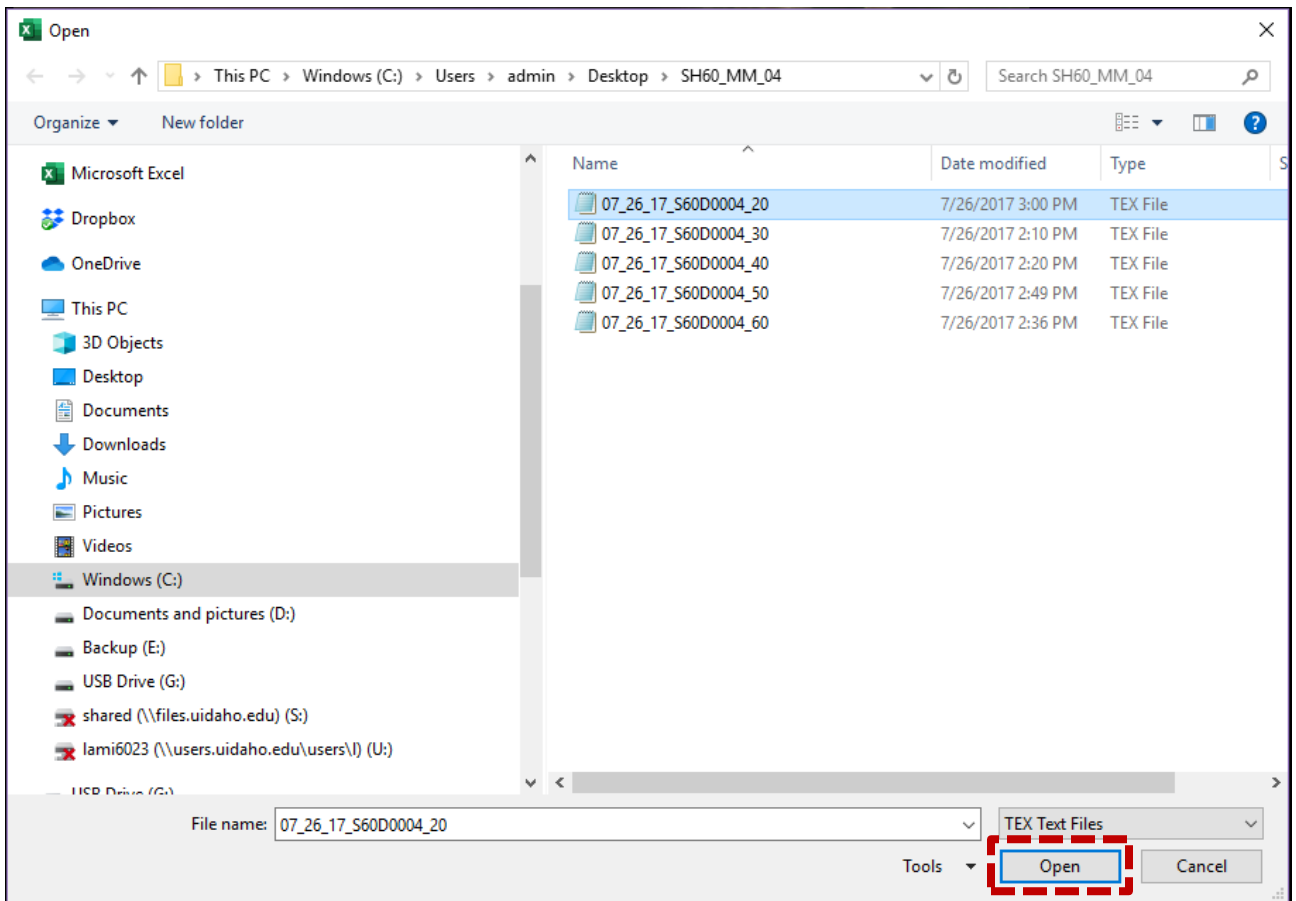 Open
This PC > Windows (C:) > Users > admin > Desktop > SH60_MM_04
Search SH60_MM_04
Organize New folder
Microsoft Excel
Dropbox
OneDrive
This PC
3D Objects
Desktop
Documents
Downloads
Music
Pictures
Videos
Windows (C:)
Documents and pictures (D:)
Backup (E:)
USB Drive (G:)
shared (\\files.uidaho.edu) (S:)
lami6023 (\\users.uidaho.edu\users\l) (U:)
USB Drive (G:)
Name Date modified Type S
07_26_17_S60D0004_20 7/26/2017 3:00 PM TEX File
07_26_17_S60D0004_30 7/26/2017 2:10 PM TEX File
07_26_17_S60D0004_40 7/26/2017 2:20 PM TEX File
07_26_17_S60D0004_50 7/26/2017 2:49 PM TEX File
07_26_17_S60D0004_60 7/26/2017 2:36 PM TEX File
File name: 07_26_17_S60D0004_20 TEX Text Files
Tools Open Cancel